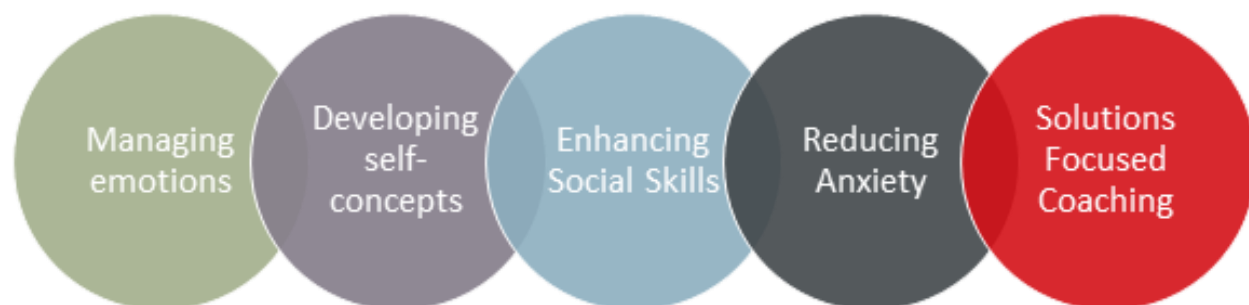 Managing
emotions
Developing
self-
concepts
Enhancing
Social Skills
Reducing
Anxiety
Solutions
Focused
Coaching